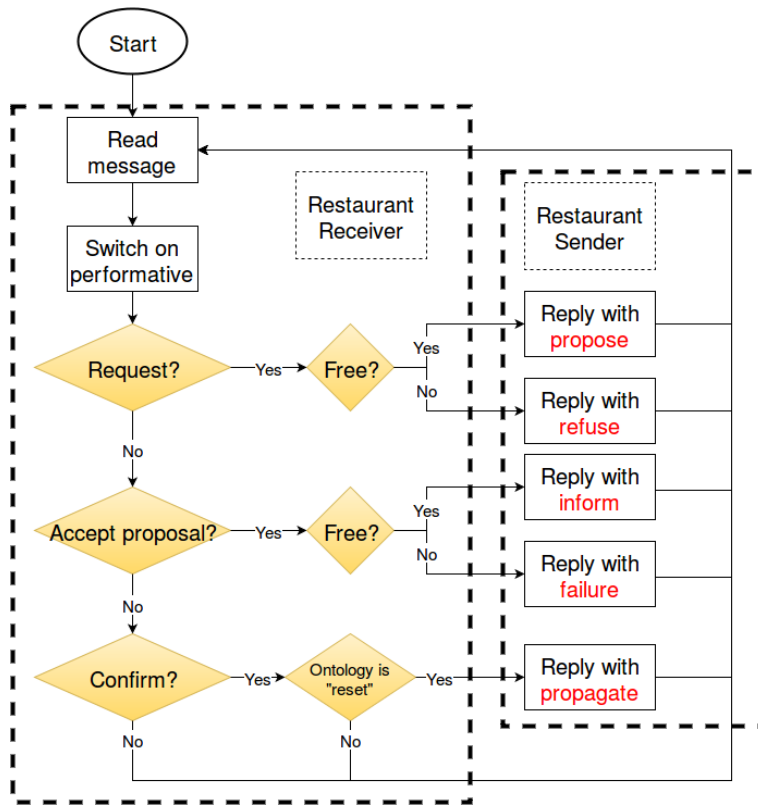 Start
Read
message
Restaurant
Receiver
Restaurant
Sender
Switch on
performative
Request?
Yes
Free?
Yes
No
Reply with
propose
Reply with
refuse
No
Accept proposal?
Yes
Free?
Yes
No
Reply with
inform
Reply with
failure
No
Confirm?
Yes
Ontology is
"reset"
Yes
Reply with
propagate
No
No